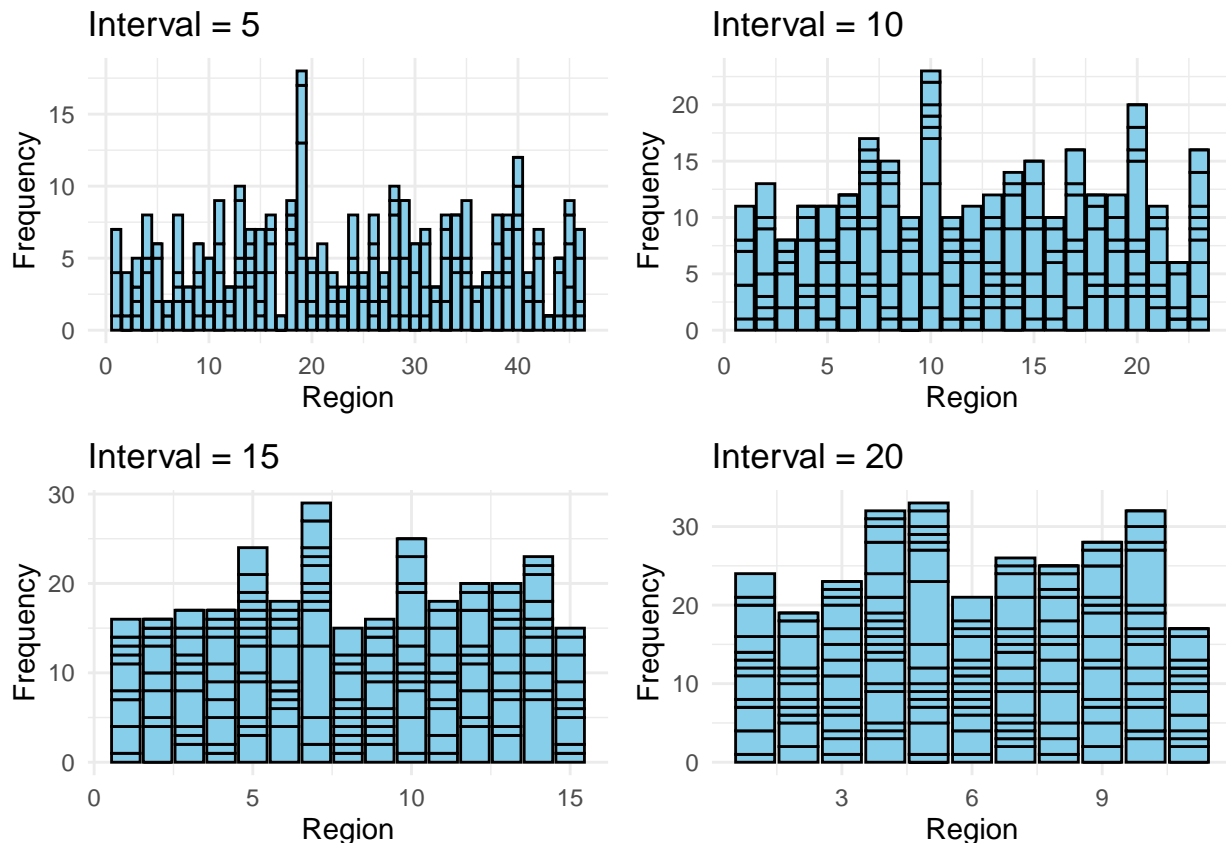 Interval = 5
Frequency
15
10
5
0
0 10 20 30 40
Region
Interval = 10
Frequency
20
15
10
5
0
0 5 10 15 20
Region
Interval = 15
Frequency
30
20
10
0
0 5 10 15
Region
Interval = 20
Frequency
30
20
10
0
3 6 9
Region